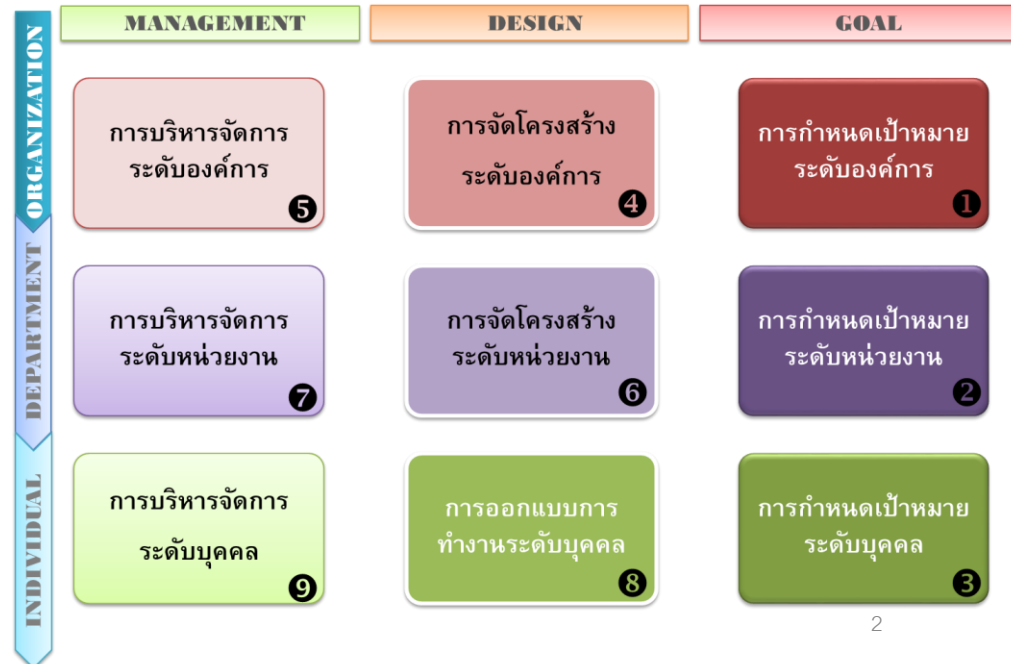 MANAGEMENT
DESIGN
GOAL
ORGANIZATION
การบริหารจัดการ
ระดับองค์การ
❺
การจัดโครงสร้าง
ระดับองค์การ
❹
การกำหนดเป้าหมาย
ระดับองค์การ
❶
DEPARTMENT
การบริหารจัดการ
ระดับหน่วยงาน
❼
การจัดโครงสร้าง
ระดับหน่วยงาน
❻
การกำหนดเป้าหมาย
ระดับหน่วยงาน
❷
INDIVIDUAL
การบริหารจัดการ
ระดับบุคคล
❾
การออกแบบการ
ทำงานระดับบุคคล
❽
การกำหนดเป้าหมาย
ระดับบุคคล
❸
2